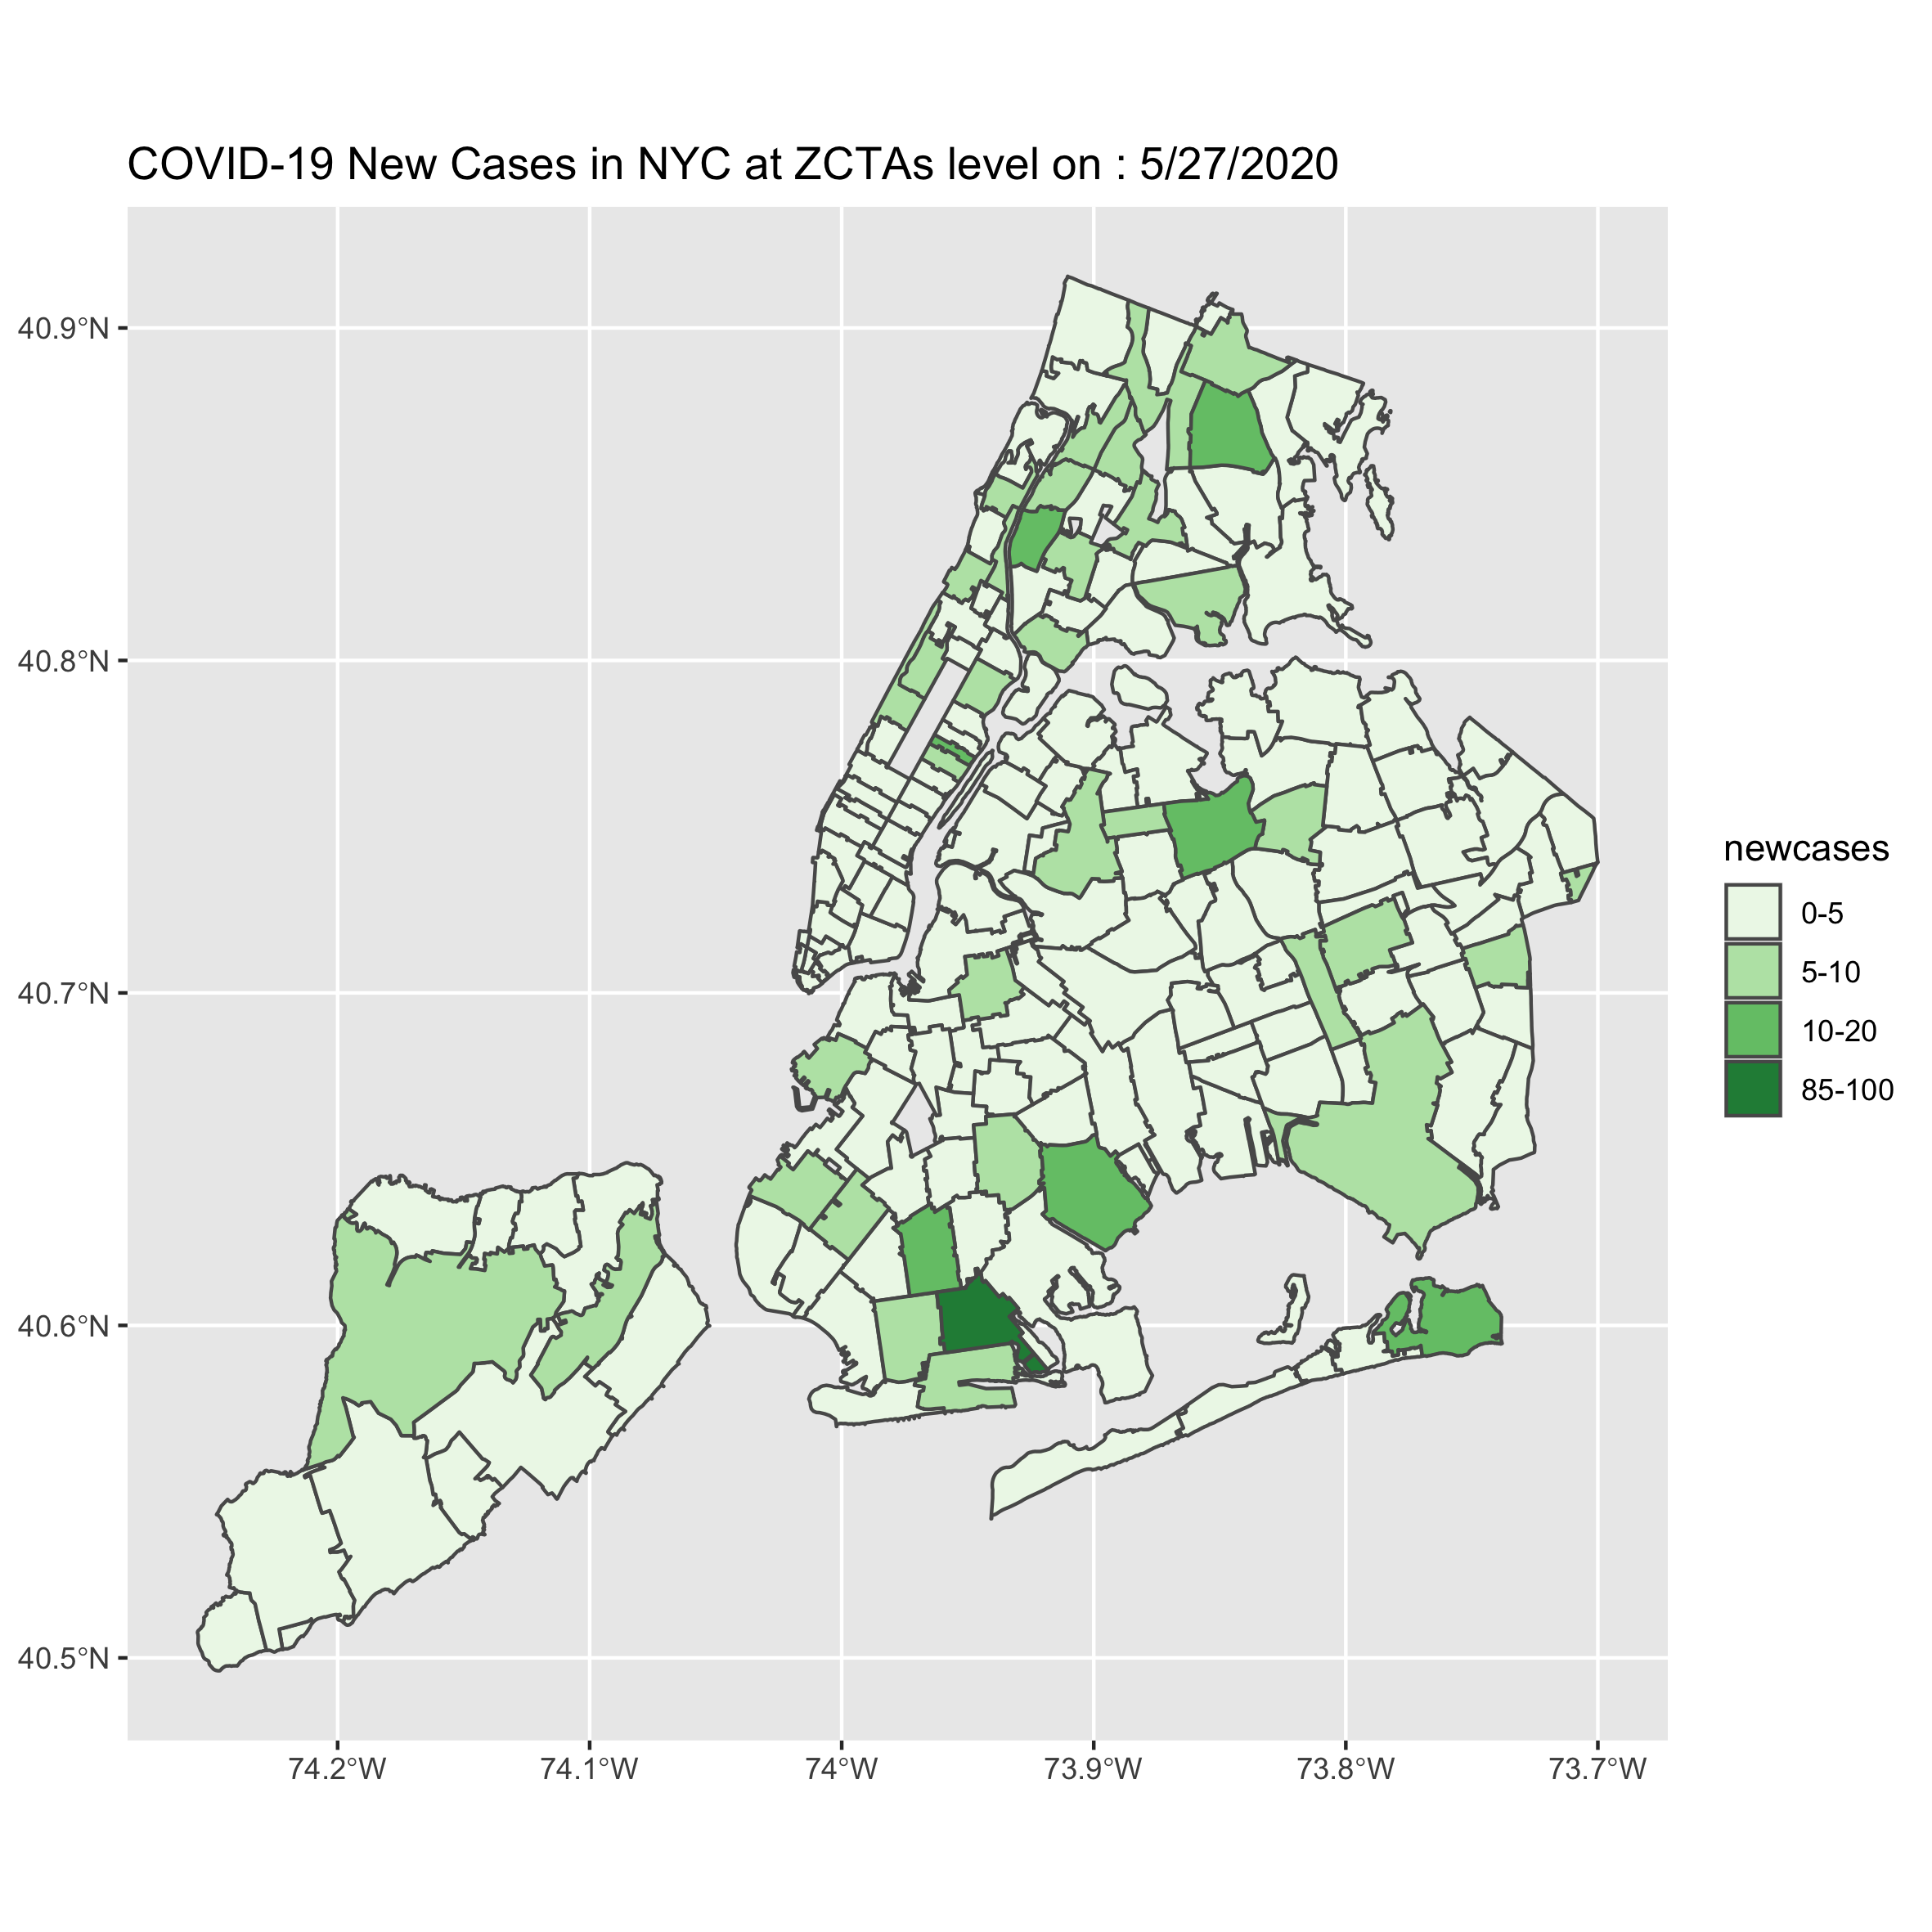 COVID-19 New Cases in NYC at ZCTAs level on : 5/27/2020
40.9°N
40.8°N
40.7°N
40.6°N
40.5°N
74.2°W
74.1°W
74°W
73.9°W
73.8°W
73.7°W
newcases
0-5
5-10
10-20
85-100